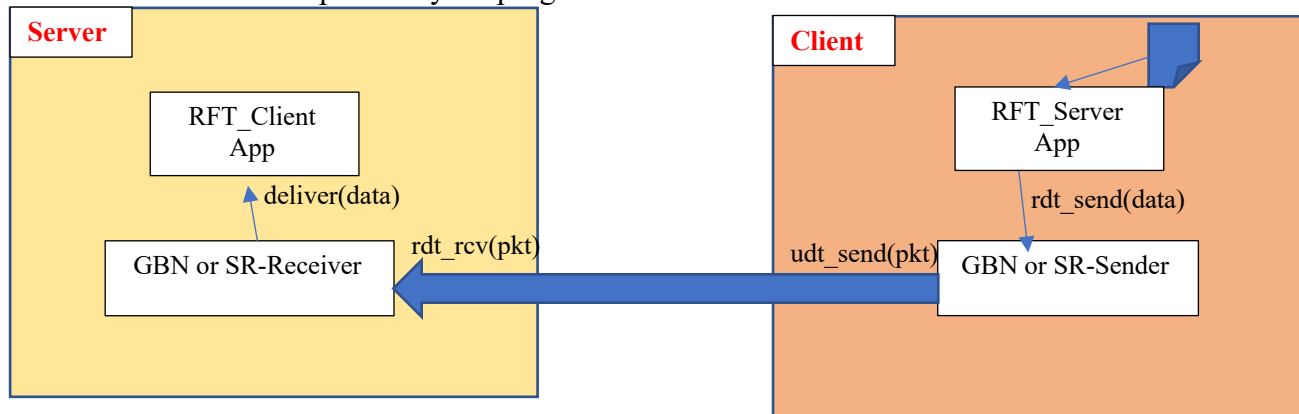 Server
RFT_Client
App
deliver(data)
GBN or SR-Receiver
rdt_rcv(pkt)
Client
RFT_Server
App
rdt_send(data)
udt_send(pkt)
GBN or SR-Sender